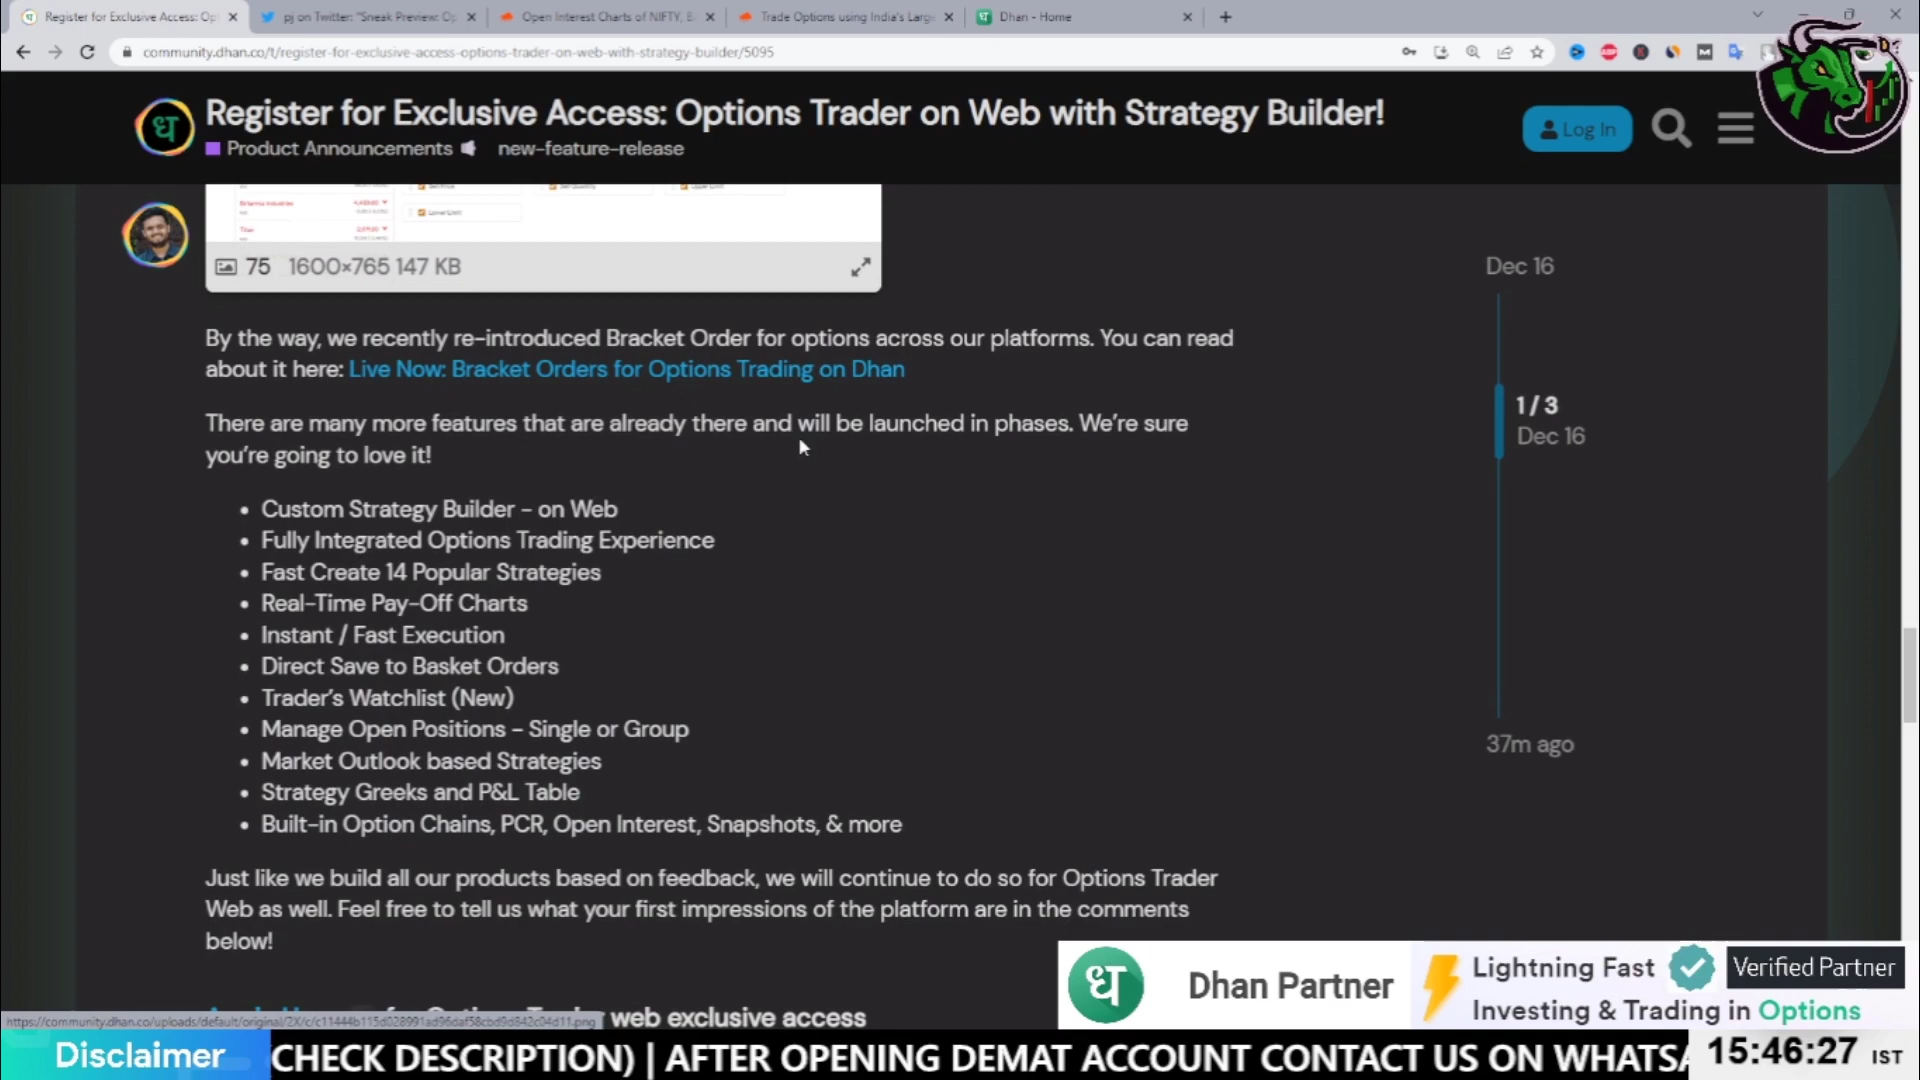 Register for Exclusive Access: Op
pj on Twitter: "Sneak Preview: Op
Open Interest Charts of NIFTY, B
Trade Options using India's Larg
Dhan - Home
community.dhan.co/t/register-for-exclusive-access-options-trader-on-web-with-strategy-builder/5095
ध
Register for Exclusive Access: Options Trader on Web with Strategy Builder!
Product Announcements
new-feature-release
Log In
Britannia Industries
Titan
Lower Limit
75 1600×765 147 KB
By the way, we recently re-introduced Bracket Order for options across our platforms. You can read
about it here: Live Now: Bracket Orders for Options Trading on Dhan
There are many more features that are already there and will be launched in phases. We're sure
you're going to love it!
• Custom Strategy Builder - on Web
• Fully Integrated Options Trading Experience
• Fast Create 14 Popular Strategies
• Real-Time Pay-Off Charts
• Instant / Fast Execution
• Direct Save to Basket Orders
• Trader's Watchlist (New)
• Manage Open Positions - Single or Group
• Market Outlook based Strategies
• Strategy Greeks and P&L Table
• Built-in Option Chains, PCR, Open Interest, Snapshots, & more
Just like we build all our products based on feedback, we will continue to do so for Options Trader
Web as well. Feel free to tell us what your first impressions of the platform are in the comments
below!
web exclusive access
Dec 16
1 / 3
Dec 16
37m ago
ध
Dhan Partner
Lightning Fast
Verified Partner
Investing & Trading in Options
Disclaimer
CHECK DESCRIPTION) | AFTER OPENING DEMAT ACCOUNT CONTACT US ON WHATSA
15:46:27 IST